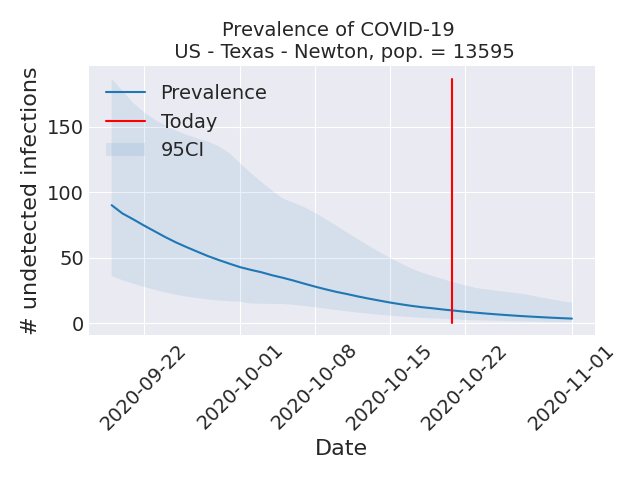 Prevalence of COVID-19
US - Texas - Newton, pop. = 13595
# undetected infections
150
100
50
0
Prevalence
Today
95CI
2020-09-22
2020-10-01
2020-10-08
2020-10-15
2020-10-22
2020-11-01
Date